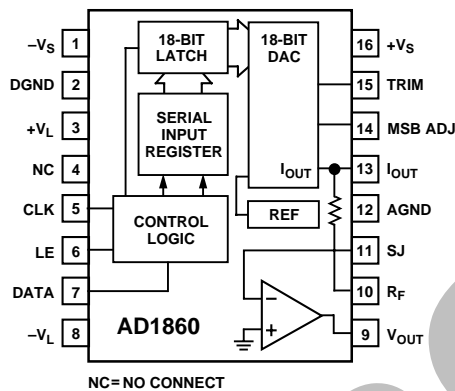 –VS 1
DGND 2
+VL 3
NC 4
CLK 5
LE 6
DATA 7
–VL 8
18-BIT
LATCH
SERIAL
INPUT
REGISTER
CONTROL
LOGIC
AD1860
18-BIT
DAC
IOUT
REF
–
+
16 +VS
15 TRIM
14 MSB ADJ
13 IOUT
12 AGND
11 SJ
10 RF
9 VOUT
NC= NO CONNECT